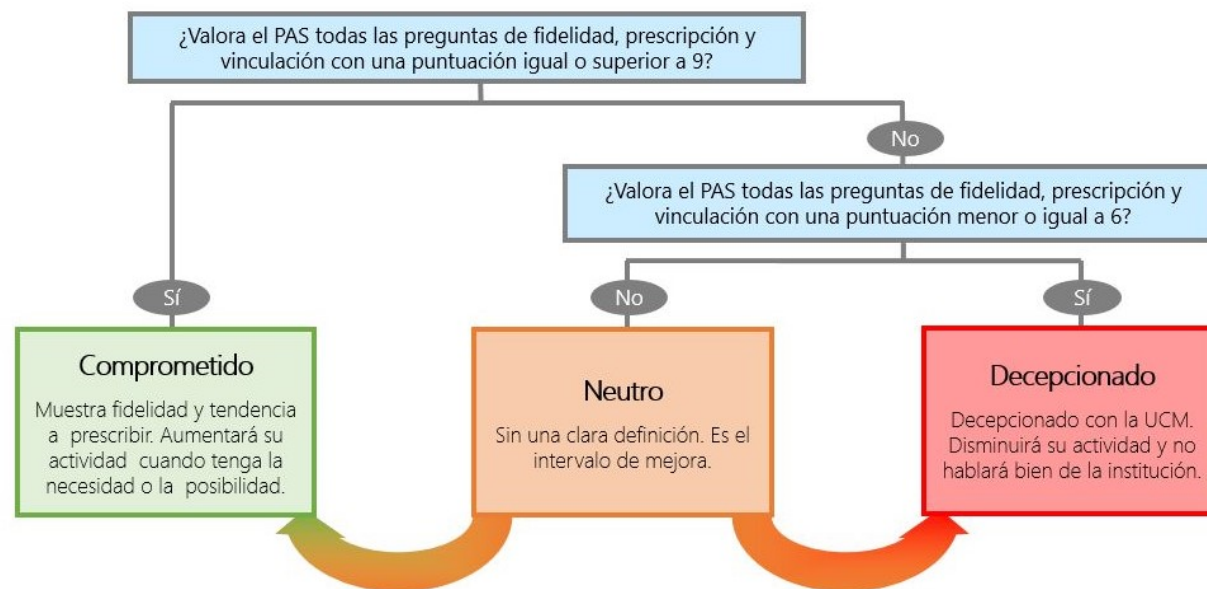 ¿Valora el PAS todas las preguntas de fidelidad, prescripción y
vinculación con una puntuación igual o superior a 9?
No
¿Valora el PAS todas las preguntas de fidelidad, prescripción y
vinculación con una puntuación menor o igual a 6?
Sí
No
Sí
Comprometido
Muestra fidelidad y tendencia
a prescribir. Aumentará su
actividad cuando tenga la
necesidad o la posibilidad.
Neutro
Sin una clara definición. Es el
intervalo de mejora.
Decepcionado
Decepcionado con la UCM.
Disminuirá su actividad y no
hablará bien de la institución.